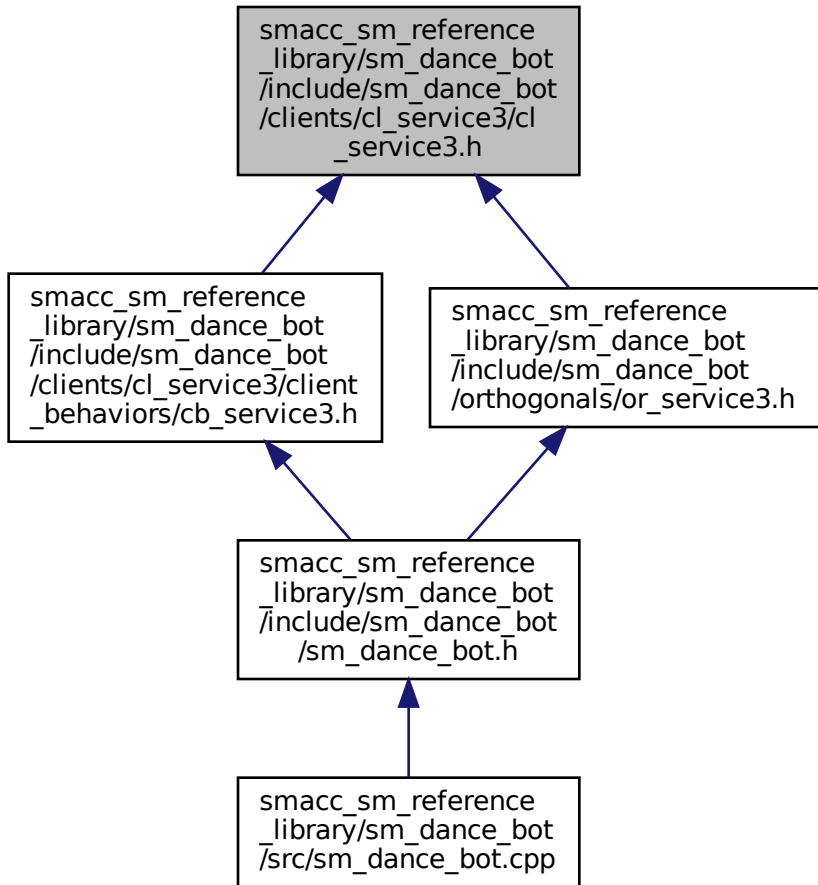 smacc_sm_reference
_library/sm_dance_bot
/include/sm_dance_bot
/clients/cl_service3/cl
_service3.h
smacc_sm_reference
_library/sm_dance_bot
/include/sm_dance_bot
/clients/cl_service3/client
_behaviors/cb_service3.h
smacc_sm_reference
_library/sm_dance_bot
/include/sm_dance_bot
/orthogonals/or_service3.h
smacc_sm_reference
_library/sm_dance_bot
/include/sm_dance_bot
/sm_dance_bot.h
smacc_sm_reference
_library/sm_dance_bot
/src/sm_dance_bot.cpp